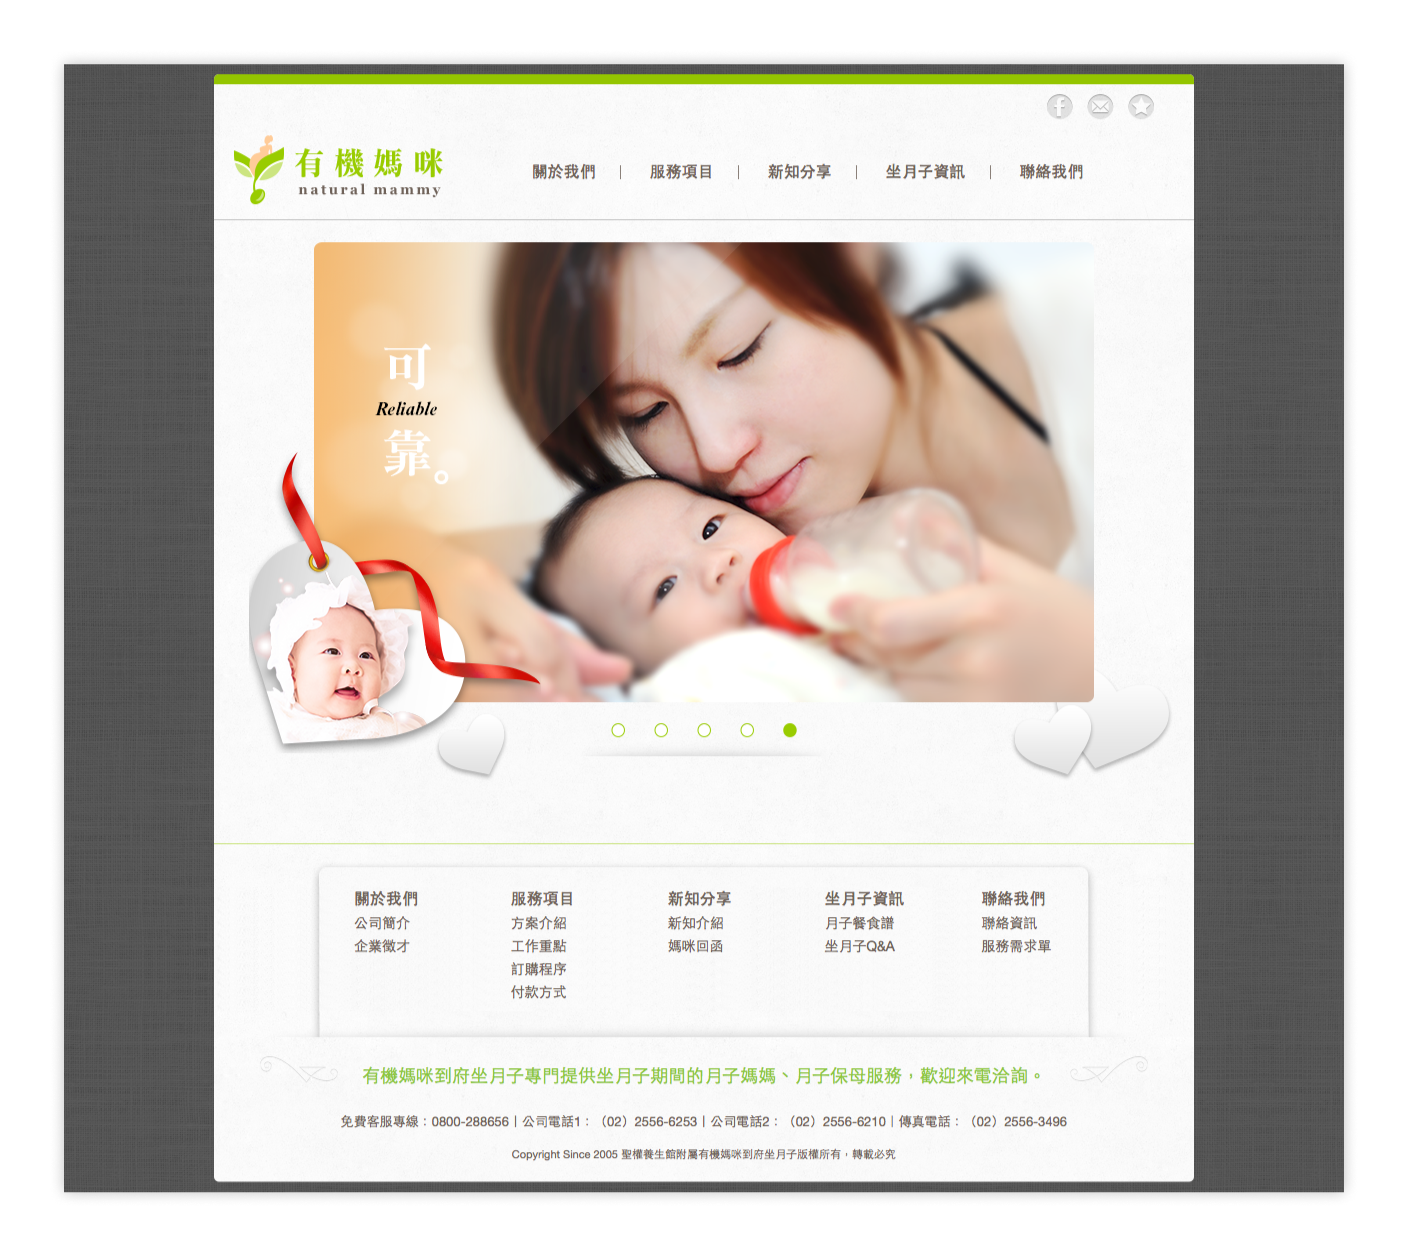 有機媽咪
natural mammy
關於我們 | 服務項目 | 新知分享 | 坐月子資訊 | 聯絡我們
可
Reliable
靠。
關於我們
公司簡介
企業徵才
服務項目
方案介紹
工作重點
訂購程序
付款方式
新知分享
新知介紹
媽咪回函
坐月子資訊
月子餐食譜
坐月子Q&A
聯絡我們
聯絡資訊
服務需求單
有機媽咪到府坐月子專門提供坐月子期間的月子媽媽、月子保母服務，歡迎來電洽詢。
免費客服專線：0800-288656 | 公司電話1：（02）2556-6253 | 公司電話2：（02）2556-6210 | 傳真電話：（02）2556-3496
Copyright Since 2005 聖權養生館附屬有機媽咪到府坐月子版權所有，轉載必究